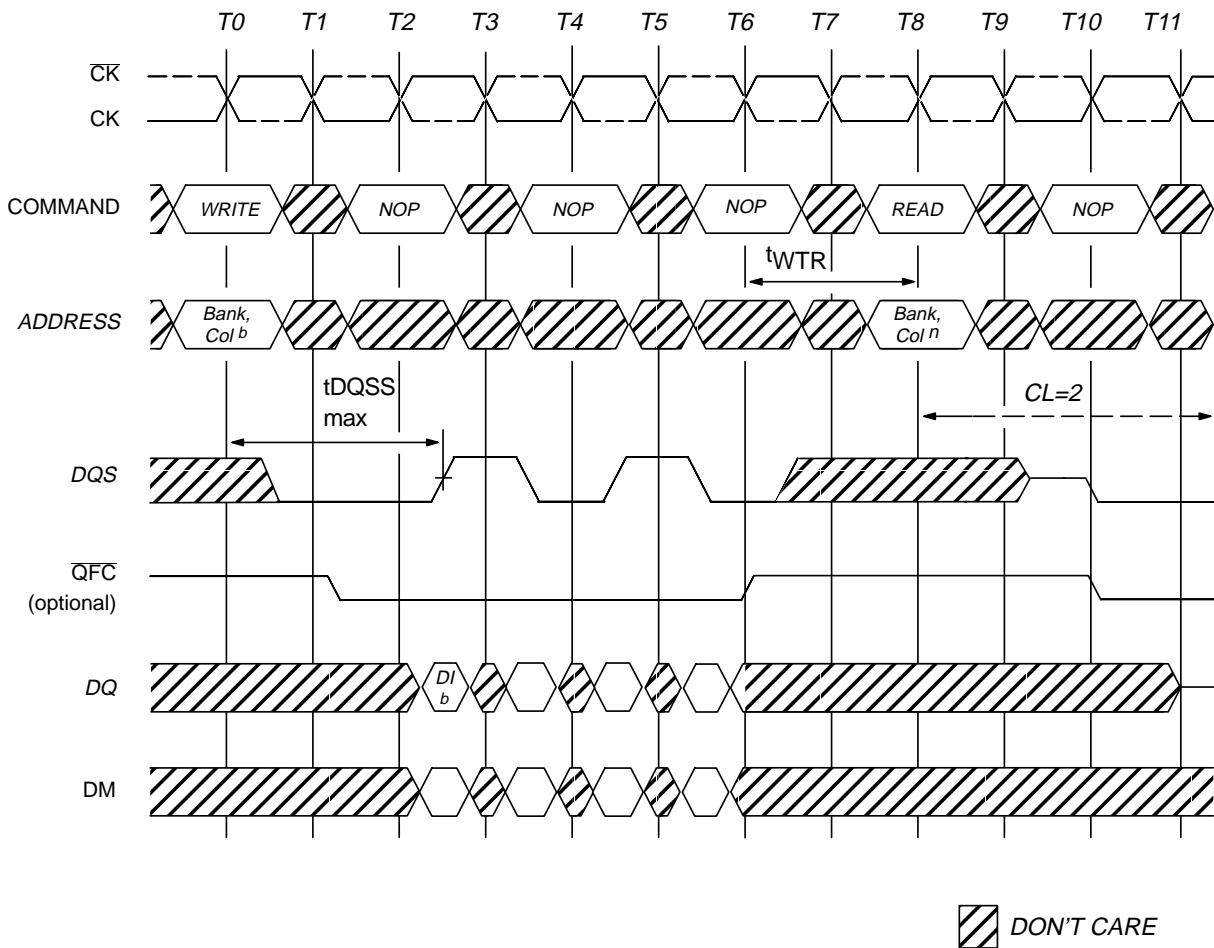 T0 T1 T2 T3 T4 T5 T6 T7 T8 T9 T10 T11
CK
CK
COMMAND WRITE NOP NOP NOP READ NOP
tWTR
ADDRESS Bank, Col b Bank, Col n
tDQSS
max
CL=2
DQS
QFC
(optional)
DQ DI b
DM
DON'T CARE